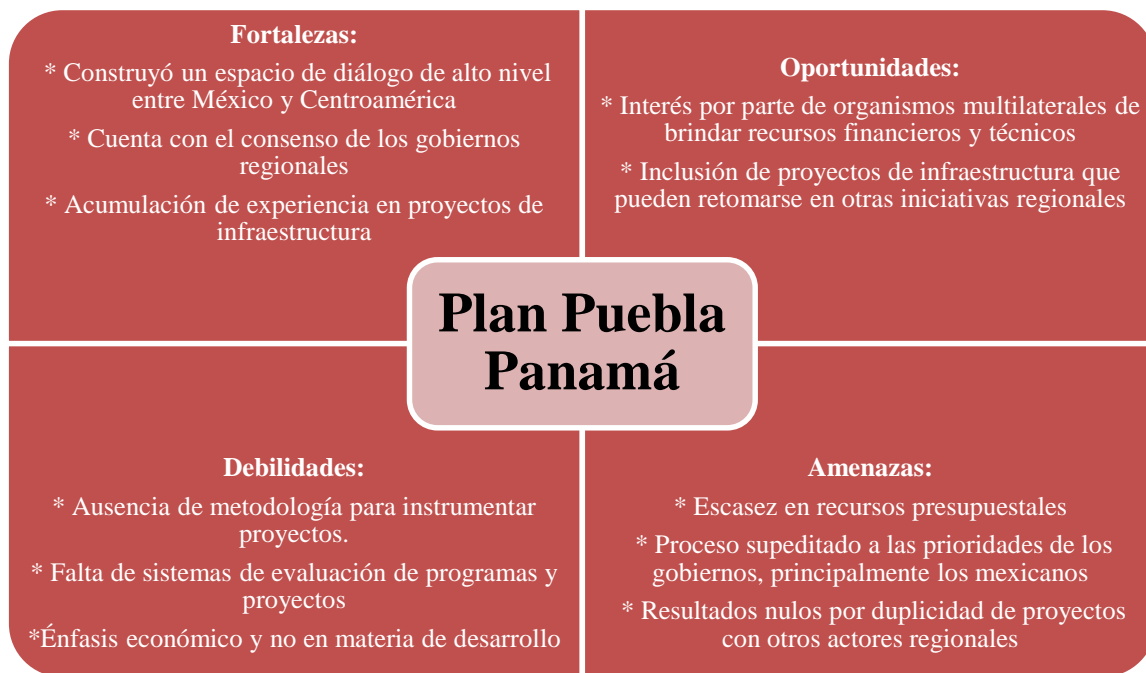 Fortalezas:
* Construyó un espacio de diálogo de alto nivel
entre México y Centroamérica
* Cuenta con el consenso de los gobiernos
regionales
* Acumulación de experiencia en proyectos de
infraestructura
Oportunidades:
* Interés por parte de organismos multilaterales de
brindar recursos financieros y técnicos
* Inclusión de proyectos de infraestructura que
pueden retomarse en otras iniciativas regionales
Plan Puebla
Panamá
Debilidades:
* Ausencia de metodología para instrumentar
proyectos.
* Falta de sistemas de evaluación de programas y
proyectos
*Énfasis económico y no en materia de desarrollo
Amenazas:
* Escasez en recursos presupuestales
* Proceso supeditado a las prioridades de los
gobiernos, principalmente los mexicanos
* Resultados nulos por duplicidad de proyectos
con otros actores regionales